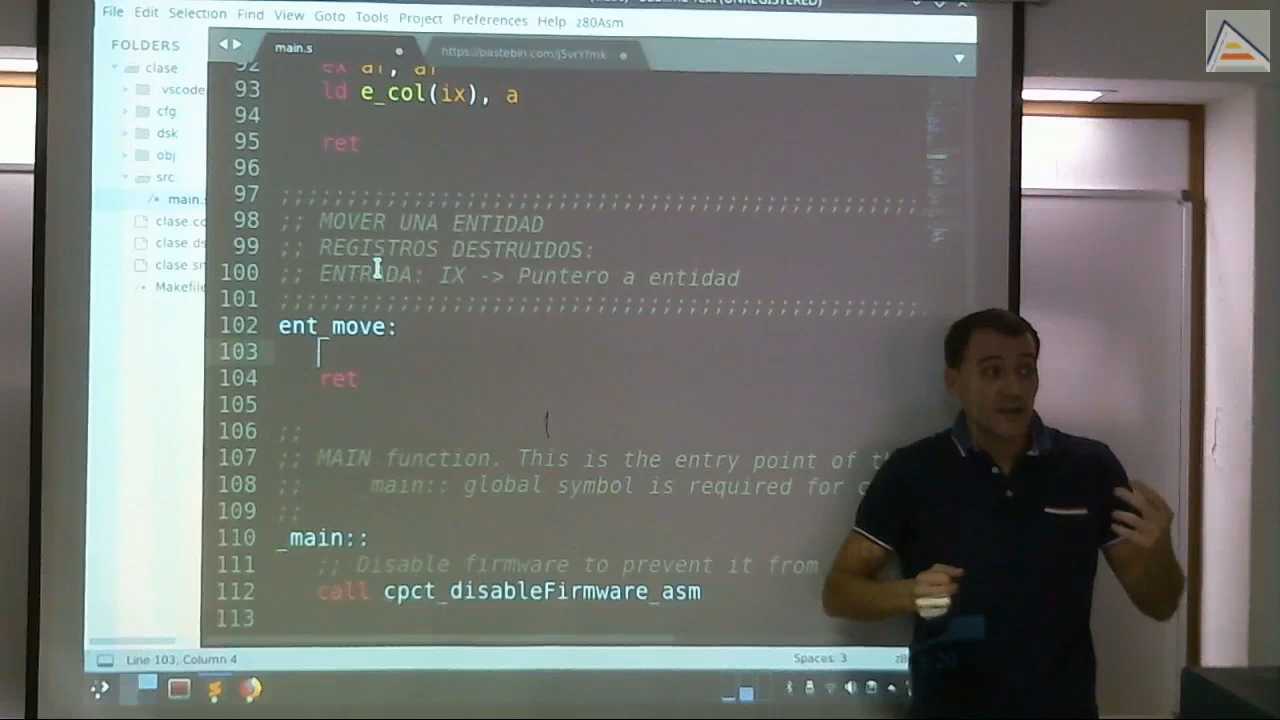 File Edit Selection Find View Goto Tools Project Preferences Help z80Asm
FOLDERS
clase
.vscode
cfg
dsk
obj
src
main.s
clase.
clase
clase
Makefile
main.s
https://pastebin.com/
92
93 ld e_col(ix), a
94
95 ret
96
97 ;;;;;;;;;;;;;;;;;;;;;;;;;;;;;;;;;;;;;;;;;;;;;;;;;
98 ;; MOVER UNA ENTIDAD
99 ;; REGISTROS DESTRUIDOS:
100 ;; ENTRADA: IX -> Puntero a entidad
101 ;;;;;;;;;;;;;;;;;;;;;;;;;;;;;;;;;;;;;;;;;;;;;;;;;
102 ent_move:
103
104 ret
105
106 ;;
107 ;; MAIN function. This is the entry point of
108 ;; _main:: global symbol is required for
109 ;;
110 _main::
111 ;; Disable firmware to prevent it from
112 call cpct_disableFirmware_asm
113
Line 103, Column 4
Spaces: 3